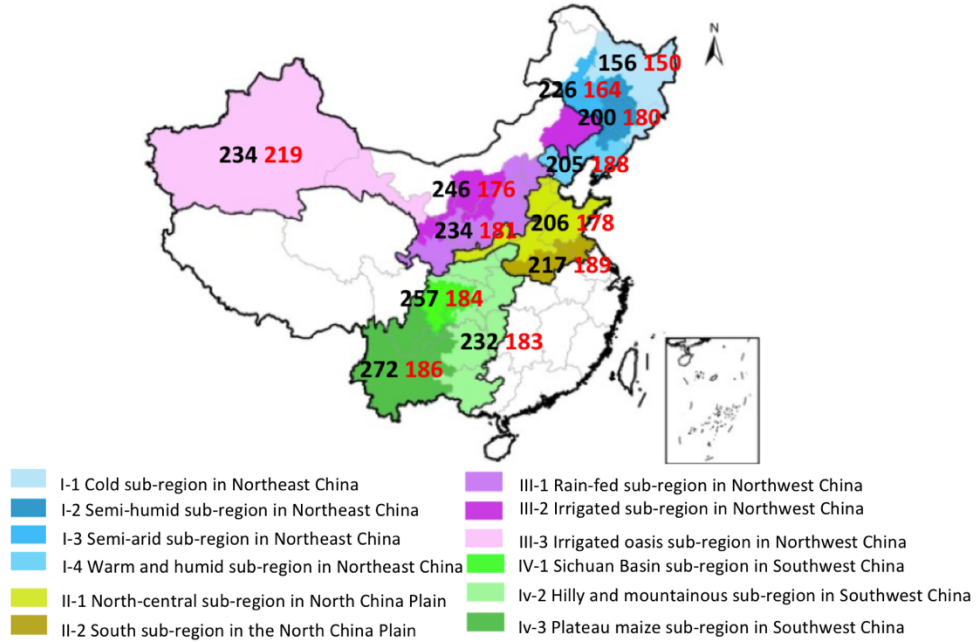 N
156 150
226 164
200 180
234 219
205 188
246 176
206 178
234 181
217 189
257 184
232 183
272 186
I-1 Cold sub-region in Northeast China
I-2 Semi-humid sub-region in Northeast China
I-3 Semi-arid sub-region in Northeast China
I-4 Warm and humid sub-region in Northeast China
II-1 North-central sub-region in North China Plain
II-2 South sub-region in the North China Plain
III-1 Rain-fed sub-region in Northwest China
III-2 Irrigated sub-region in Northwest China
III-3 Irrigated oasis sub-region in Northwest China
IV-1 Sichuan Basin sub-region in Southwest China
Iv-2 Hilly and mountainous sub-region in Southwest China
Iv-3 Plateau maize sub-region in Southwest China